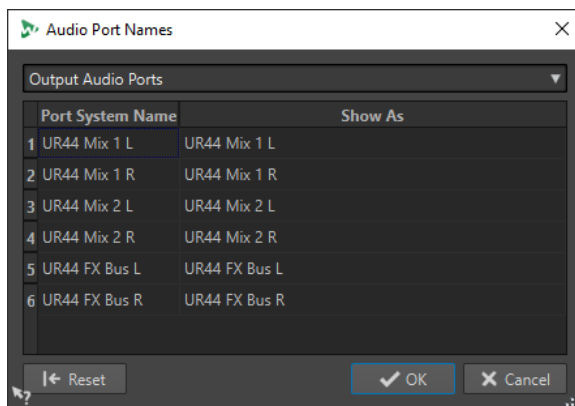 Audio Port Names
Output Audio Ports
Port System Name Show As
1 UR44 Mix 1 L UR44 Mix 1 L
2 UR44 Mix 1 R UR44 Mix 1 R
3 UR44 Mix 2 L UR44 Mix 2 L
4 UR44 Mix 2 R UR44 Mix 2 R
5 UR44 FX Bus L UR44 FX Bus L
6 UR44 FX Bus R UR44 FX Bus R
Reset OK Cancel
?